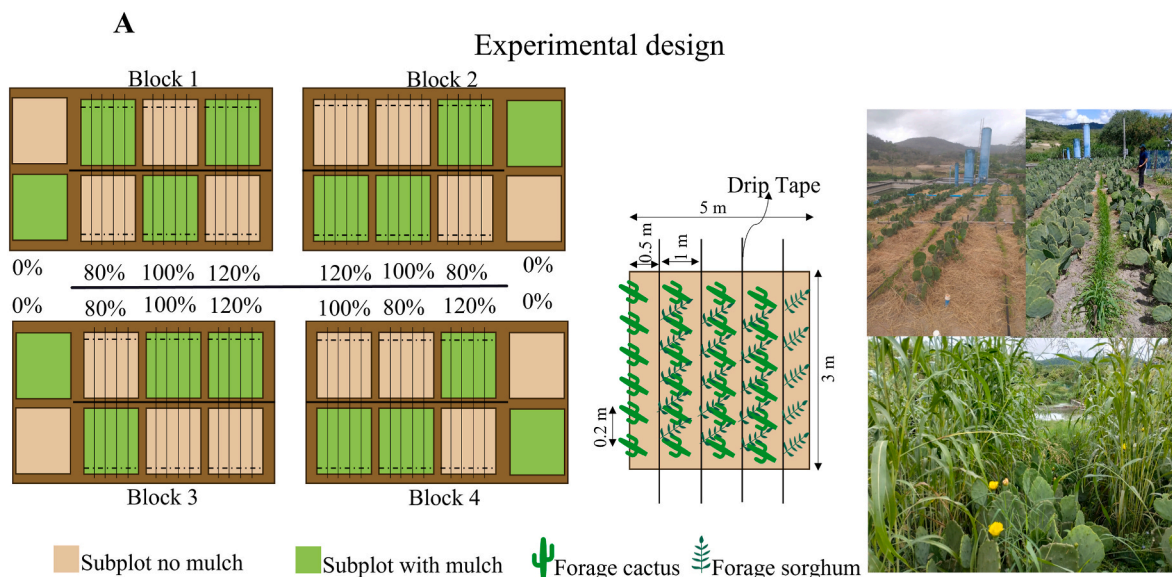 A
Experimental design
Block 1
Block 2
0%
80%
100%
120%
120%
100%
80%
0%
0%
80%
100%
120%
100%
80%
120%
0%
Block 3
Block 4
Drip Tape
5 m
0.5 m
1 m
3 m
0.2 m
Subplot no mulch
Subplot with mulch
Forage cactus
Forage sorghum